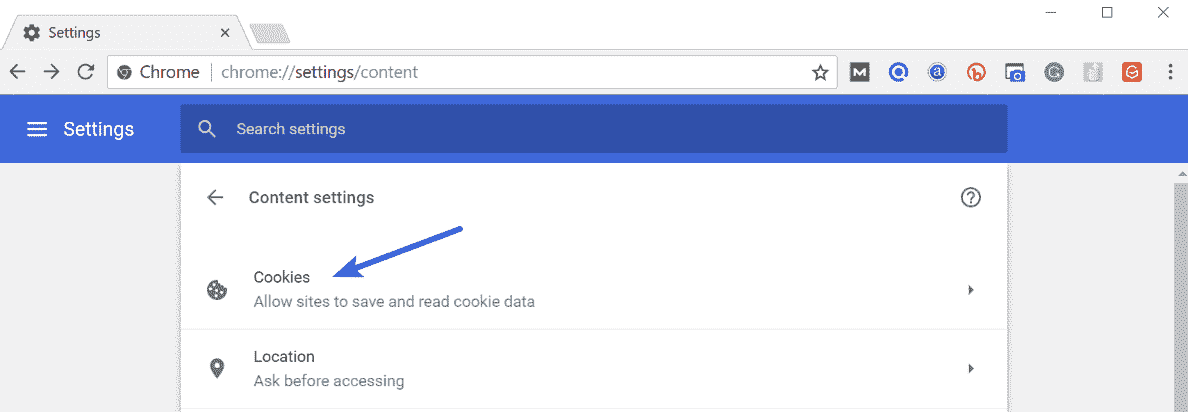 Settings
Chrome chrome://settings/content
Settings Search settings
Content settings
Cookies
Allow sites to save and read cookie data
Location
Ask before accessing